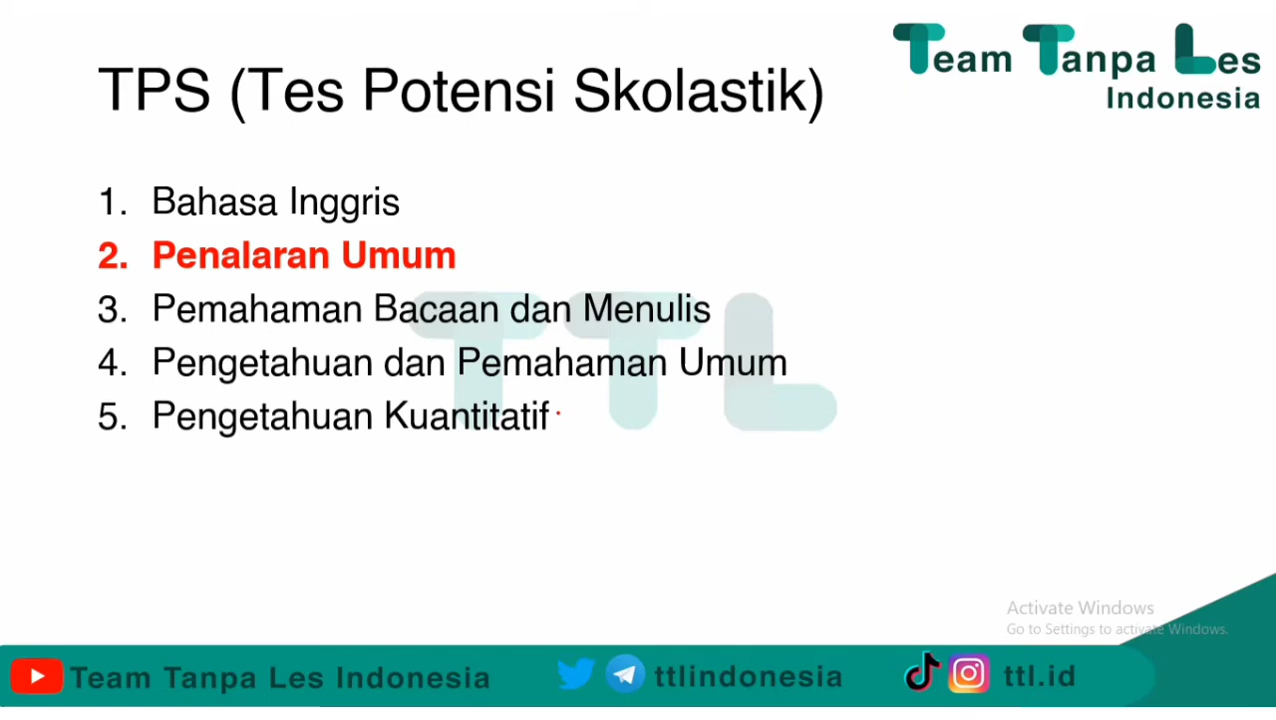 Team Tanpa Les
Indonesia
TPS (Tes Potensi Skolastik)
1. Bahasa Inggris
2. Penalaran Umum
3. Pemahaman Bacaan dan Menulis
4. Pengetahuan dan Pemahaman Umum
5. Pengetahuan Kuantitatif
TTL
Activate Windows
Go to Settings to activate Windows.
Team Tanpa Les Indonesia
ttlindonesia
ttl.id